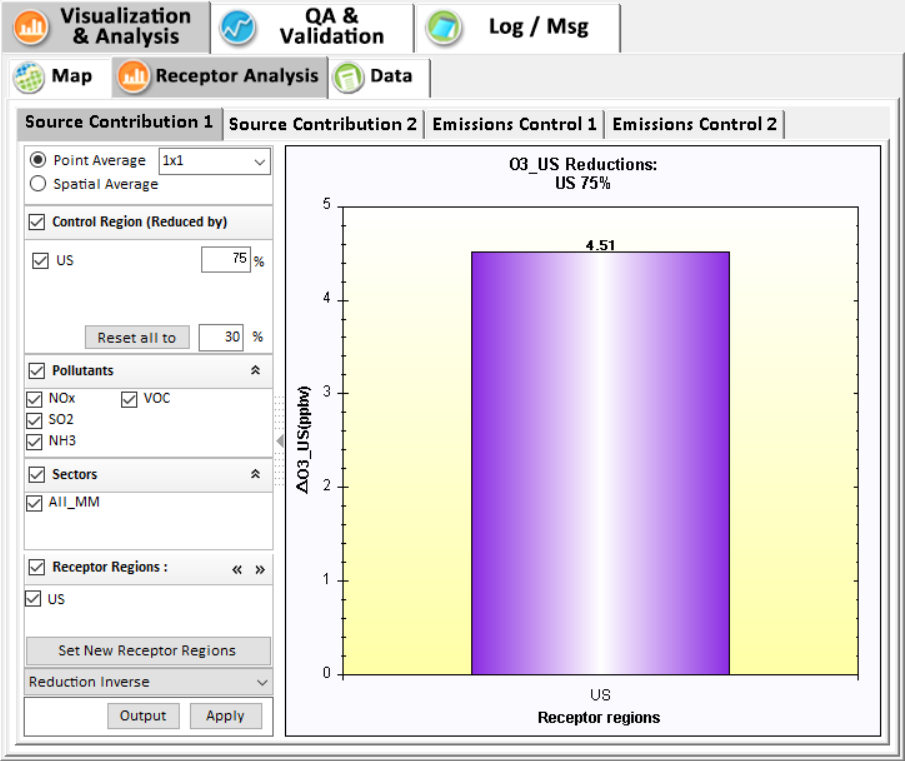 Visualization & Analysis
QA & Validation
Log / Msg
Map
Receptor Analysis
Data
Source Contribution 1
Source Contribution 2
Emissions Control 1
Emissions Control 2
Point Average
1x1
Spatial Average
Control Region (Reduced by)
US
75 %
Reset all to
30 %
Pollutants
NOx
VOC
SO2
NH3
Sectors
All_MM
Receptor Regions :
« »
US
Set New Receptor Regions
Reduction Inverse
Output
Apply
O3_US Reductions:
US 75%
5
4
3
2
1
0
ΔO3_US(ppbv)
4.51
US
Receptor regions